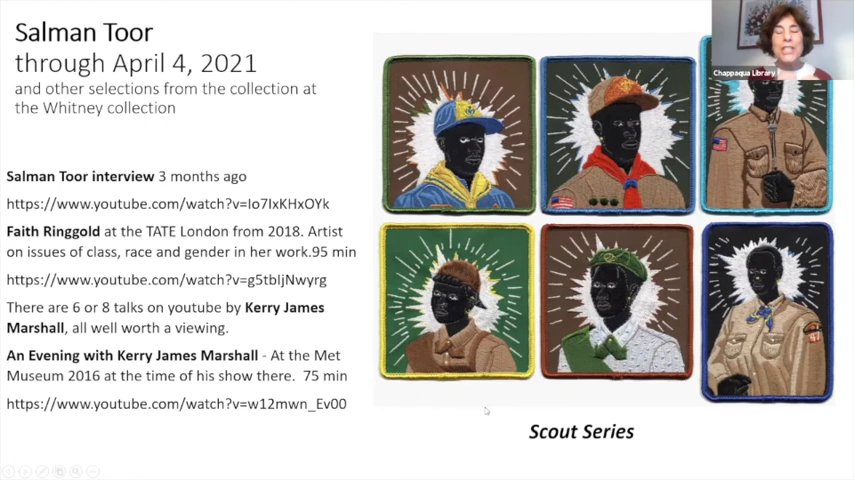 Salman Toor
through April 4, 2021
and other selections from the collection at
the Whitney collection
Chappaqua Library
Salman Toor interview 3 months ago
https://www.youtube.com/watch?v=Io7IxKHxOYk
Faith Ringgold at the TATE London from 2018. Artist
on issues of class, race and gender in her work.95 min
https://www.youtube.com/watch?v=g5tbIjNwyrg
There are 6 or 8 talks on youtube by Kerry James
Marshall, all well worth a viewing.
An Evening with Kerry James Marshall - At the Met
Museum 2016 at the time of his show there. 75 min
https://www.youtube.com/watch?v=w12mwn_Ev00
47
Scout Series